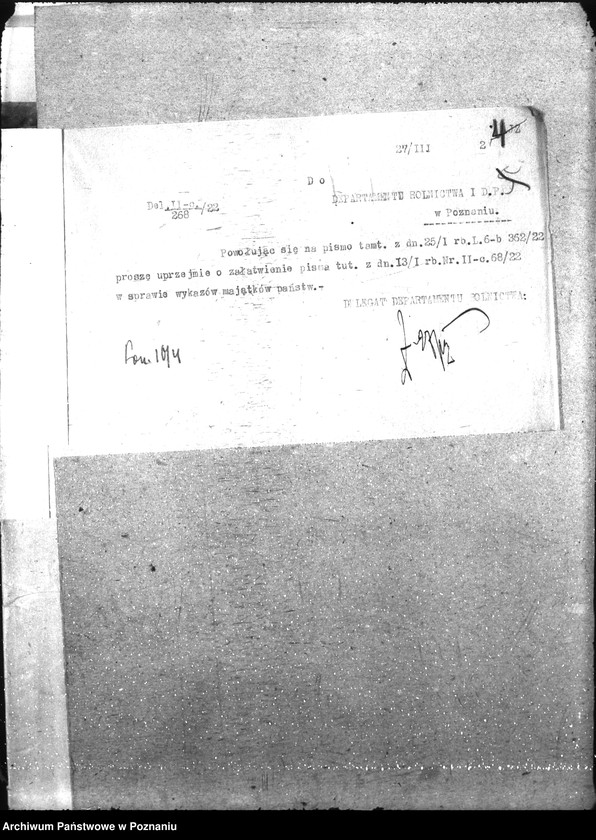 4
27/III 2
Do
Del. II-c. /22
268
DEPARTAMENTU ROLNICTWA I D.P.
w Poznaniu.
Powołując się na pismo tamt. z dn.25/I rb.L.6-b 362/22
proszę uprzejmie o załatwienie pisma tut. z dn.13/I rb.Nr.II-c.68/22
w sprawie wykazów majątków państw.-
DELEGAT DEPARTAMENTU ROLNICTWA:
Archiwum Państwowe w Poznaniu